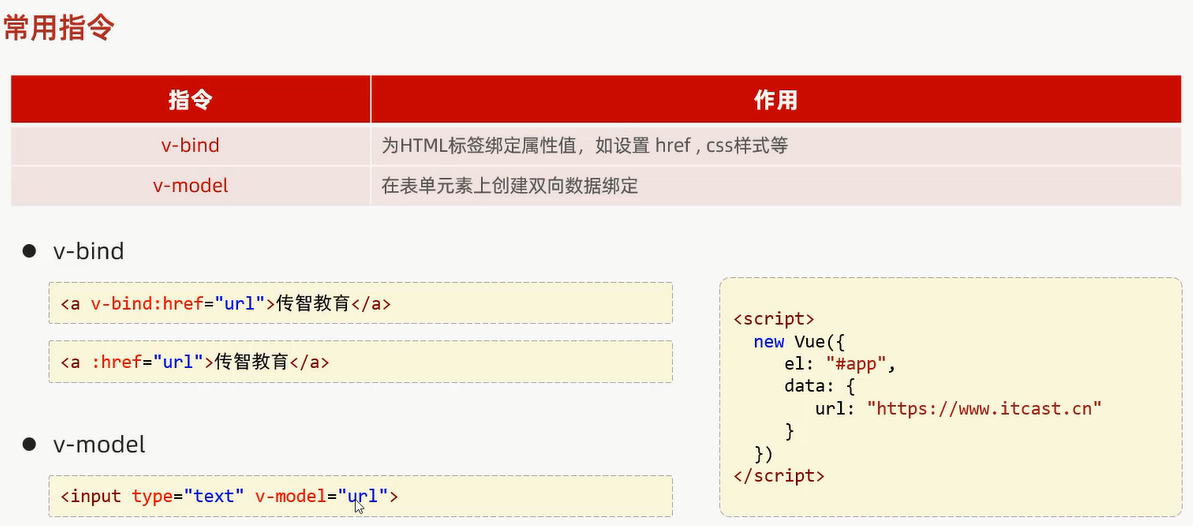 常用指令
指令 作用
v-bind 为HTML标签绑定属性值，如设置 href , css样式等
v-model 在表单元素上创建双向数据绑定
● v-bind
<a v-bind:href="url">传智教育</a>
<a :href="url">传智教育</a>
● v-model
<input type="text" v-model="url">
<script>
new Vue({
el: "#app",
data: {
url: "https://www.itcast.cn"
}
})
</script>